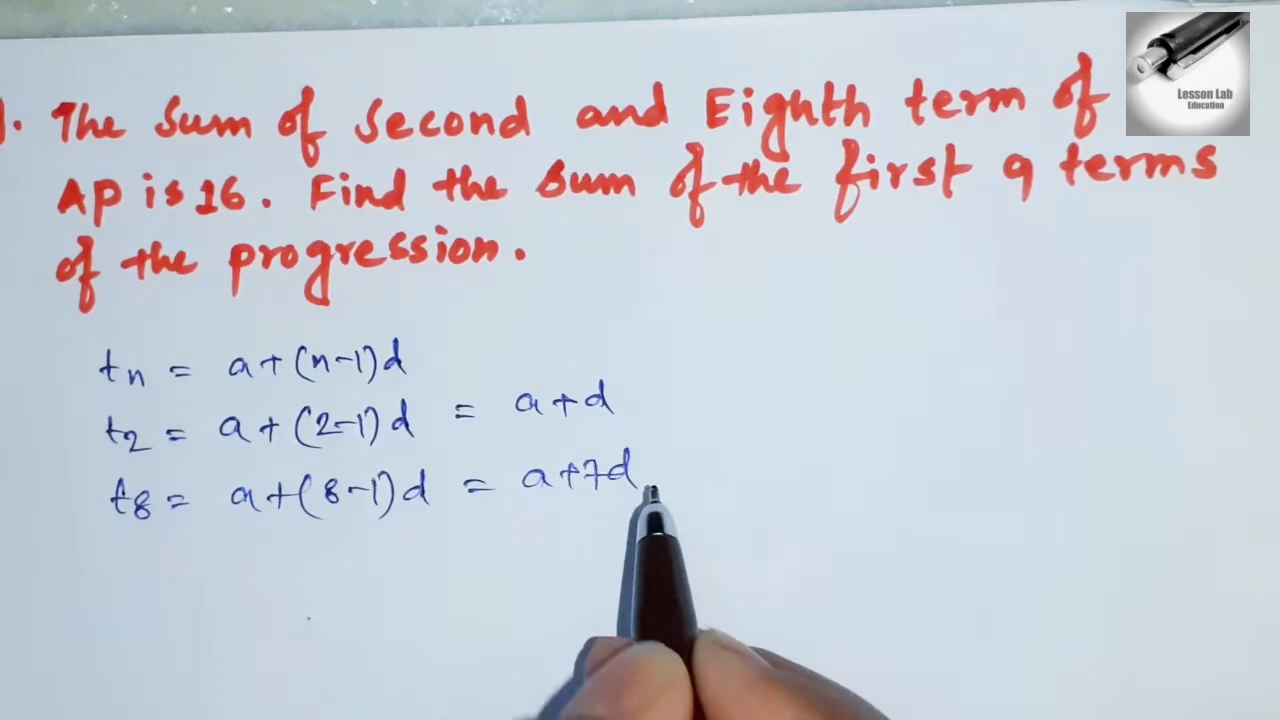 The Sum of Second and Eighth term of
AP is 16. Find the sum of the first 9 terms
of the progression.
tn = a+(n-1)d
t2 = a+(2-1)d = a+d
t8 = a+(8-1)d = a+7d
Lesson Lab
Education